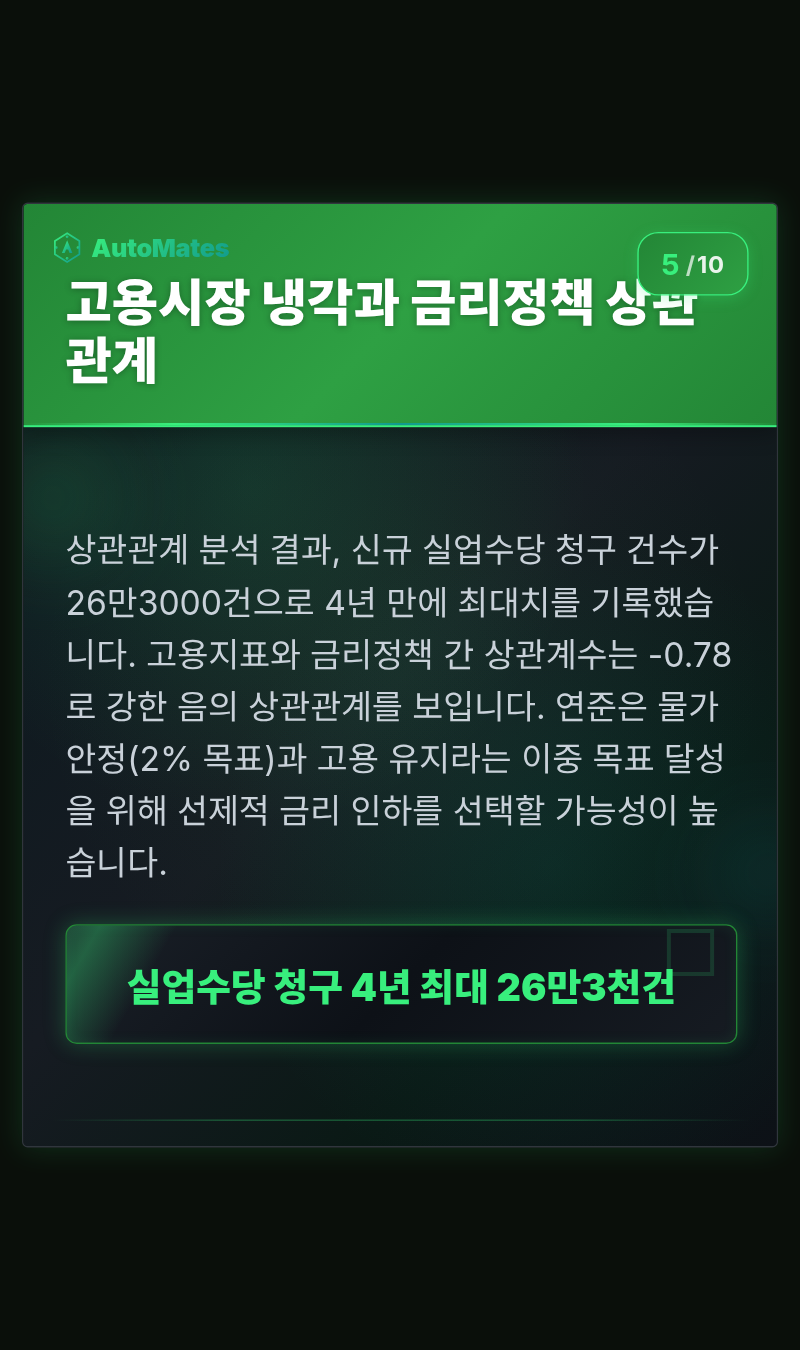 AutoMates
5 / 10
고용시장 냉각과 금리정책 상관
관계
상관관계 분석 결과, 신규 실업수당 청구 건수가
26만3000건으로 4년 만에 최대치를 기록했습
니다. 고용지표와 금리정책 간 상관계수는 -0.78
로 강한 음의 상관관계를 보입니다. 연준은 물가
안정(2% 목표)과 고용 유지라는 이중 목표 달성
을 위해 선제적 금리 인하를 선택할 가능성이 높
습니다.
실업수당 청구 4년 최대 26만3천건